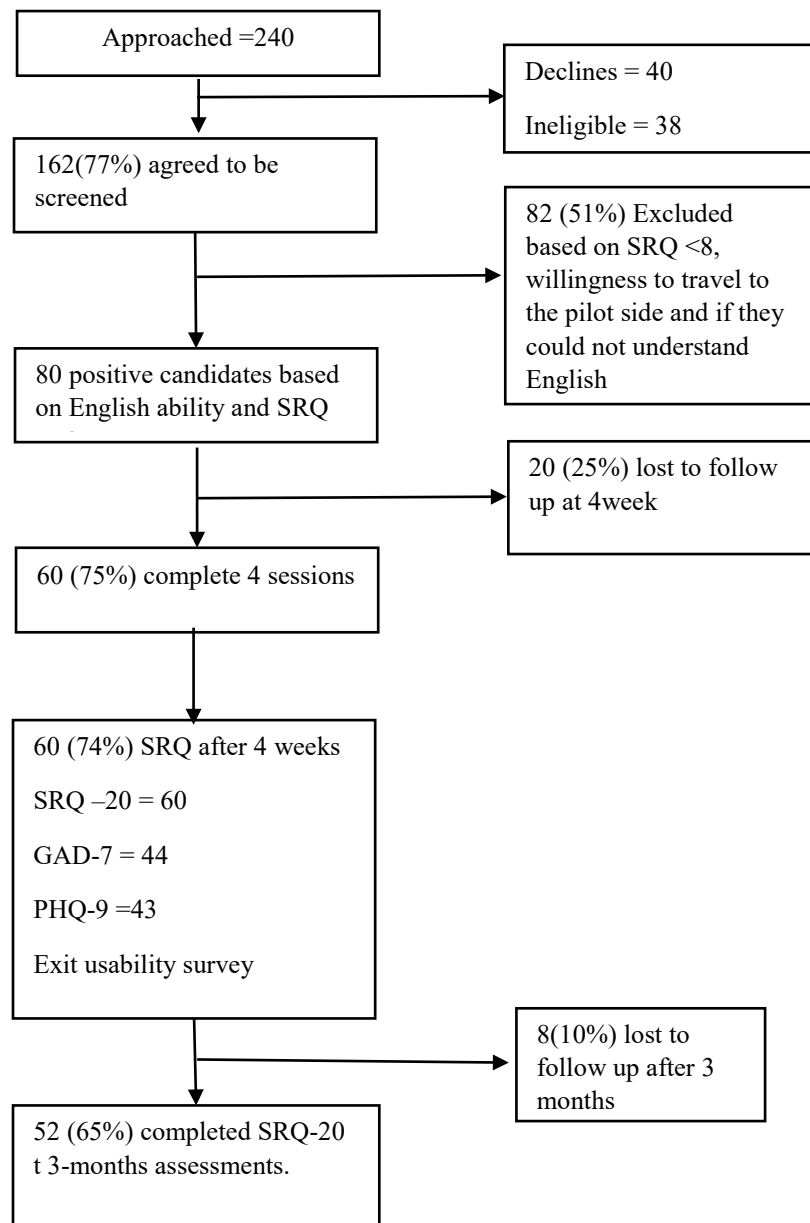 Approached =240
Declines = 40
Ineligible = 38
162(77%) agreed to be
screened
82 (51%) Excluded
based on SRQ <8,
willingness to travel to
the pilot side and if they
could not understand
English
80 positive candidates based
on English ability and SRQ
20 (25%) lost to follow
up at 4week
60 (75%) complete 4 sessions
60 (74%) SRQ after 4 weeks
SRQ –20 = 60
GAD-7 = 44
PHQ-9 =43
Exit usability survey
8(10%) lost to
follow up after 3
months
52 (65%) completed SRQ-20
t 3-months assessments.